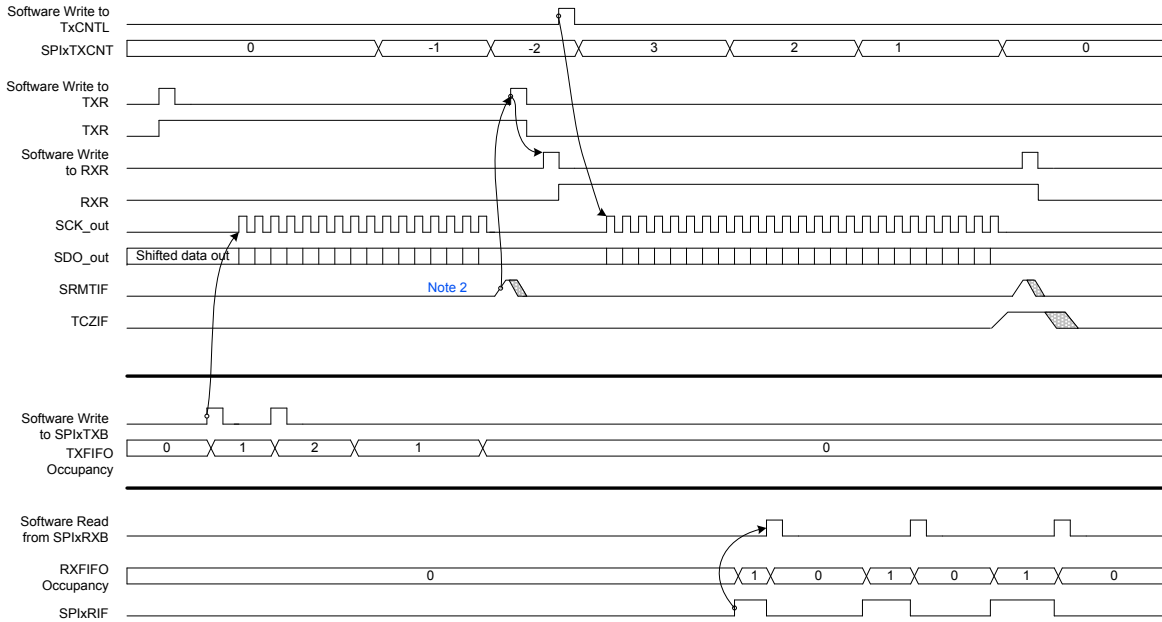 Software Write to
TxCNTL
SPIxTXCNT 0 -1 -2 3 2 1 0
Software Write to
TXR
TXR
Software Write
to RXR
RXR
SCK_out
SDO_out Shifted data out
SRMTIF Note 2
TCZIF
Software Write
to SPIxTXB
TXFIFO 0 1 2 1 0
Occupancy
Software Read
from SPIxRXB
RXFIFO
Occupancy 0 1 0 1 0 1 0
SPIxRIF